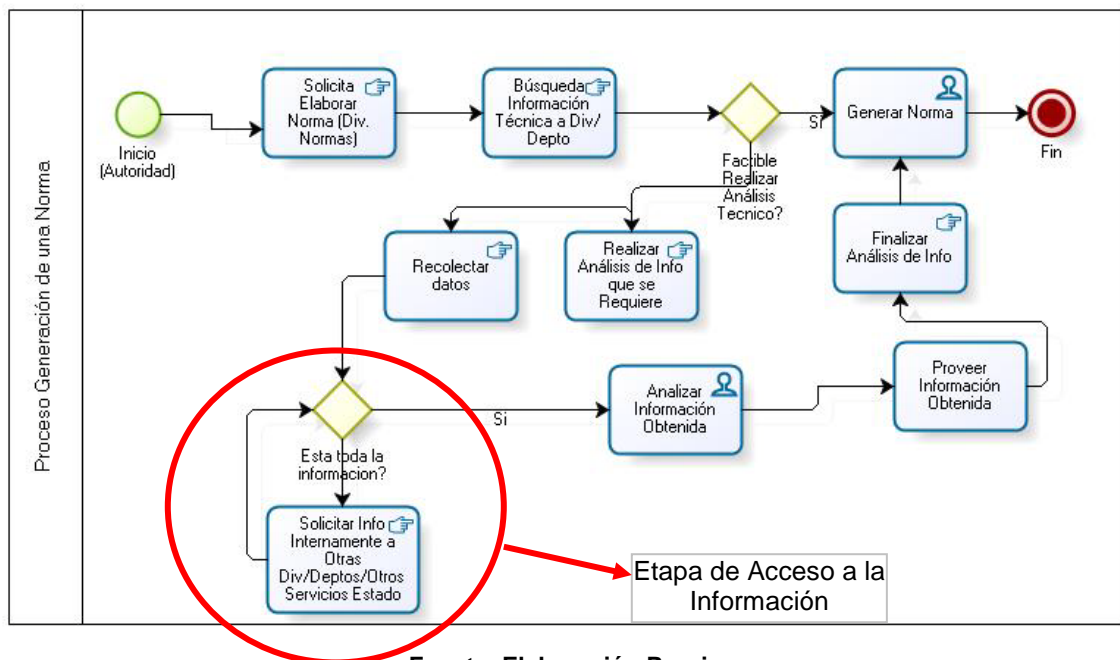 Proceso Generación de una Norma
Inicio
(Autoridad)
Solicita
Elaborar
Norma (Div.
Normas)
Búsqueda
Información
Técnica a Div/
Depto
Factible
Realizar
Análisis
Tecnico?
Si
Generar Norma
Fin
Recolectar
datos
Realizar
Análisis de Info
que se
Requiere
Finalizar
Análisis de Info
Esta toda la
informacion?
Si
Analizar
Información
Obtenida
Proveer
Información
Obtenida
Solicitar Info
Internamente a
Otras
Div/Deptos/Otros
Servicios Estado
Etapa de Acceso a la
Información